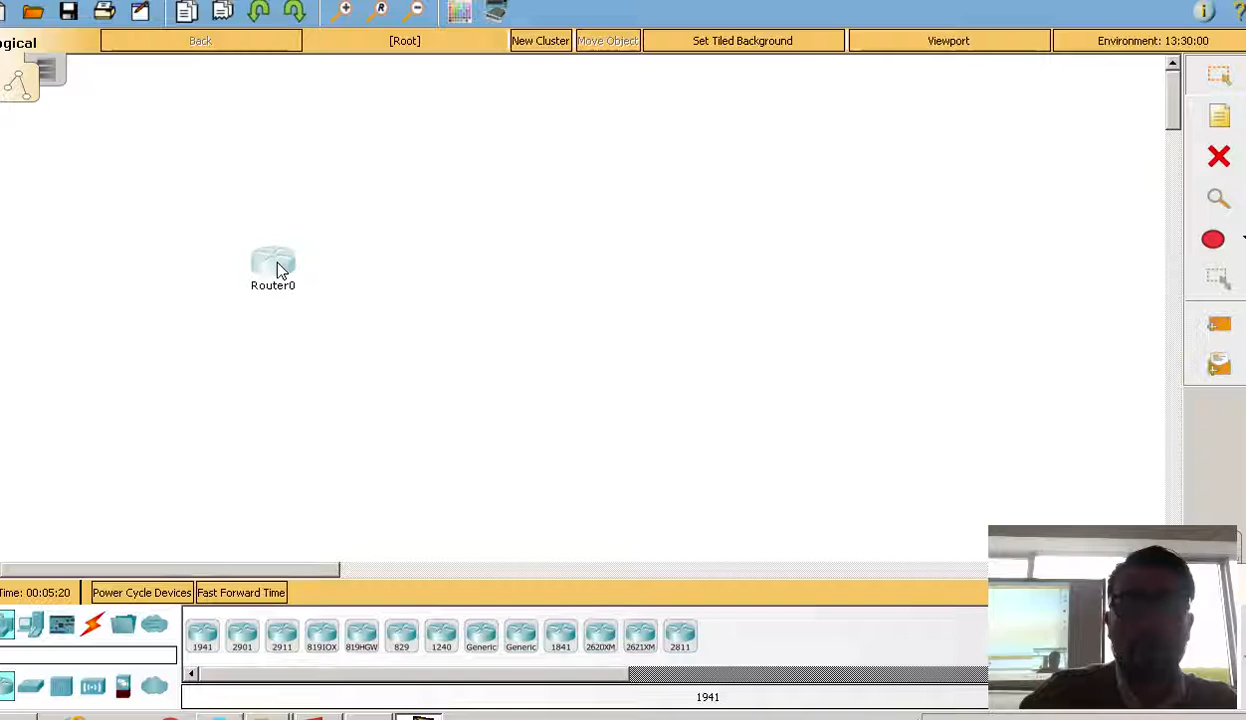 ogical
Back
[Root]
New Cluster
Move Object
Set Tiled Background
Viewport
Environment: 13:30:00
Router0
Time: 00:05:20
Power Cycle Devices
Fast Forward Time
1941
2901
2911
819IOX
819HGW
829
1240
Generic
Generic
1841
2620XM
2621XM
2811
1941